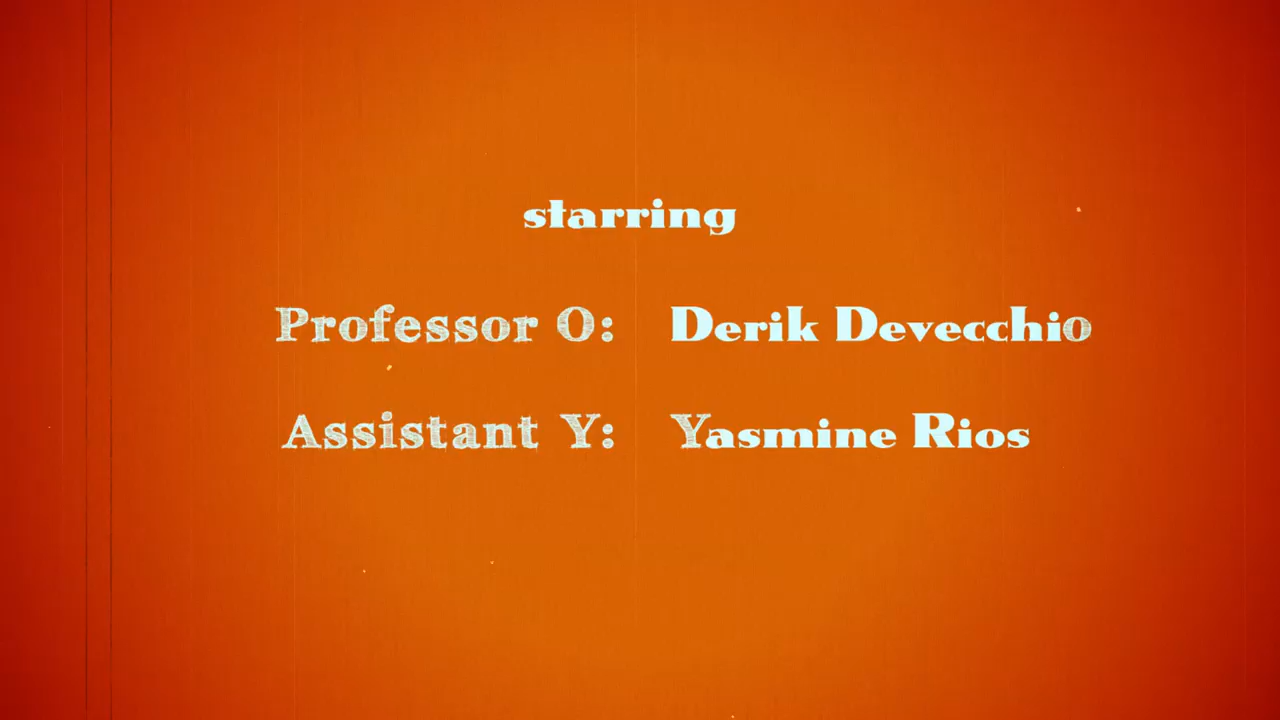 starring
Professor O: Derik Devecchio
Assistant Y: Yasmine Rios